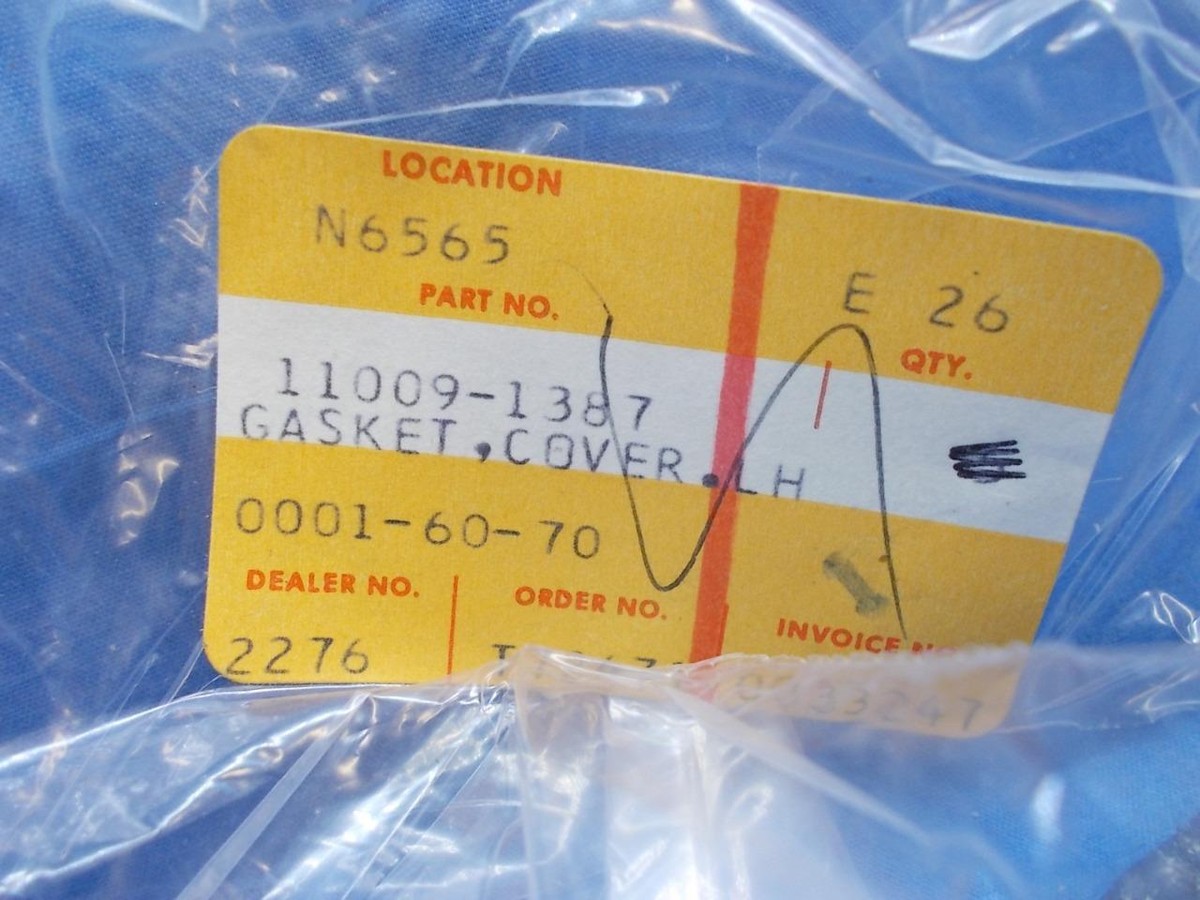 LOCATION
N6565 E 26
PART NO. QTY.
11009-1387
GASKET,COVER,LH
0001-60-70
DEALER NO. ORDER NO. INVOICE
2276